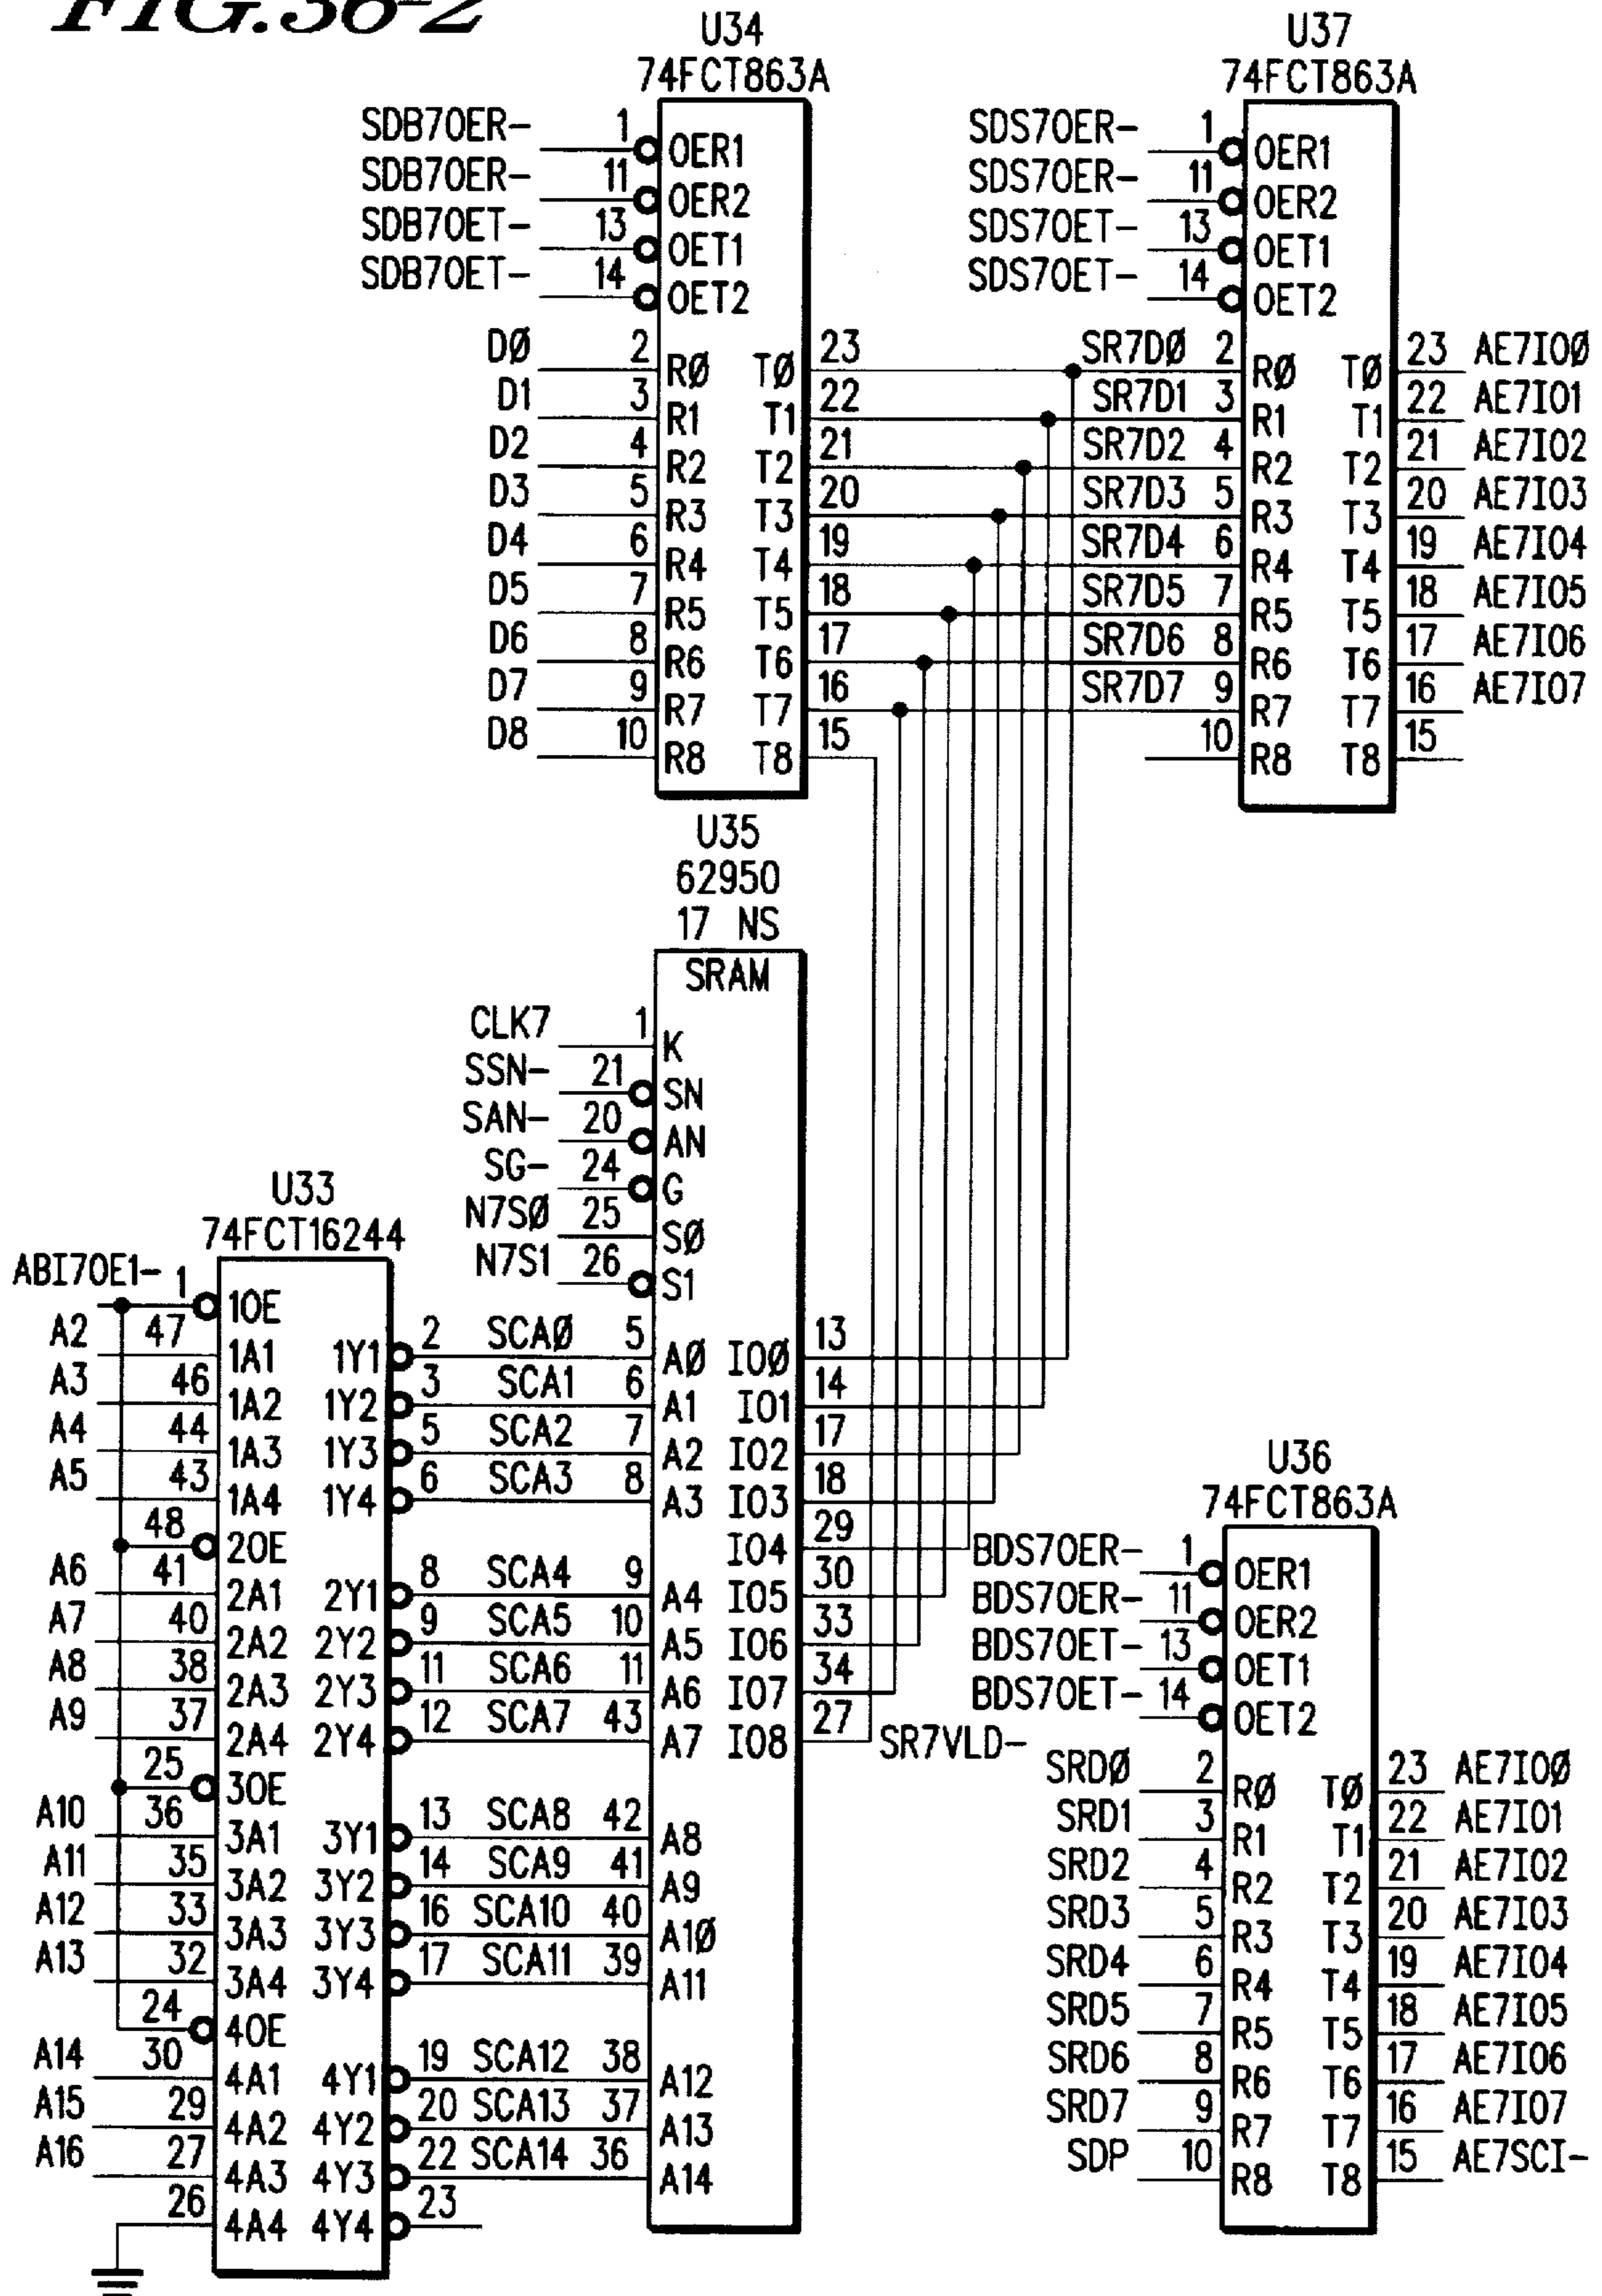 FIG.36-2
U34
74FCT863A
SDB7OER- 1 OER1
SDB7OER- 11 OER2
SDB7OET- 13 OET1
SDB7OET- 14 OET2
DØ 2 RØ TØ 23
D1 3 R1 T1 22
D2 4 R2 T2 21
D3 5 R3 T3 20
D4 6 R4 T4 19
D5 7 R5 T5 18
D6 8 R6 T6 17
D7 9 R7 T7 16
D8 10 R8 T8 15
U37
74FCT863A
SDS7OER- 1 OER1
SDS7OER- 11 OER2
SDS7OET- 13 OET1
SDS7OET- 14 OET2
SR7DØ 2 RØ TØ 23 AE7IOØ
SR7D1 3 R1 T1 22 AE7IO1
SR7D2 4 R2 T2 21 AE7IO2
SR7D3 5 R3 T3 20 AE7IO3
SR7D4 6 R4 T4 19 AE7IO4
SR7D5 7 R5 T5 18 AE7IO5
SR7D6 8 R6 T6 17 AE7IO6
SR7D7 9 R7 T7 16 AE7IO7
10 R8 T8 15
U35
62950
17 NS
SRAM
CLK7 1 K
SSN- 21 SN
SAN- 20 AN
SG- 24 G
N7SØ 25 SØ
N7S1 26 S1
U33
74FCT16244
ABI7OE1- 1 1OE
A2 47 1A1 1Y1 2 SCAØ 5 AØ IOØ 13
A3 46 1A2 1Y2 3 SCA1 6 A1 IO1 14
A4 44 1A3 1Y3 5 SCA2 7 A2 IO2 17
A5 43 1A4 1Y4 6 SCA3 8 A3 IO3 18
48 2OE IO4 29
A6 41 2A1 2Y1 8 SCA4 9 A4 IO5 30
A7 40 2A2 2Y2 9 SCA5 10 A5 IO6 33
A8 38 2A3 2Y3 11 SCA6 11 A6 IO7 34
A9 37 2A4 2Y4 12 SCA7 43 A7 IO8 27 SR7VLD-
25 3OE
A10 36 3A1 3Y1 13 SCA8 42 A8
A11 35 3A2 3Y2 14 SCA9 41 A9
A12 33 3A3 3Y3 16 SCA10 40 A1Ø
A13 32 3A4 3Y4 17 SCA11 39 A11
24 4OE
A14 30 4A1 4Y1 19 SCA12 38 A12
A15 29 4A2 4Y2 20 SCA13 37 A13
A16 27 4A3 4Y3 22 SCA14 36 A14
26 4A4 4Y4 23
U36
74FCT863A
BDS7OER- 1 OER1
BDS7OER- 11 OER2
BDS7OET- 13 OET1
BDS7OET- 14 OET2
SRDØ 2 RØ TØ 23 AE7IOØ
SRD1 3 R1 T1 22 AE7IO1
SRD2 4 R2 T2 21 AE7IO2
SRD3 5 R3 T3 20 AE7IO3
SRD4 6 R4 T4 19 AE7IO4
SRD5 7 R5 T5 18 AE7IO5
SRD6 8 R6 T6 17 AE7IO6
SRD7 9 R7 T7 16 AE7IO7
SDP 10 R8 T8 15 AE7SCI-